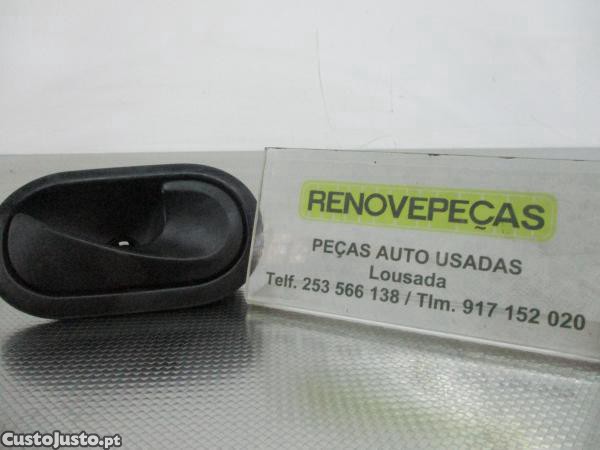 RENOVEPEÇAS
PEÇAS AUTO USADAS
Lousada
Telf. 253 566 138 / Tlm. 917 152 020
CustoJusto.pt